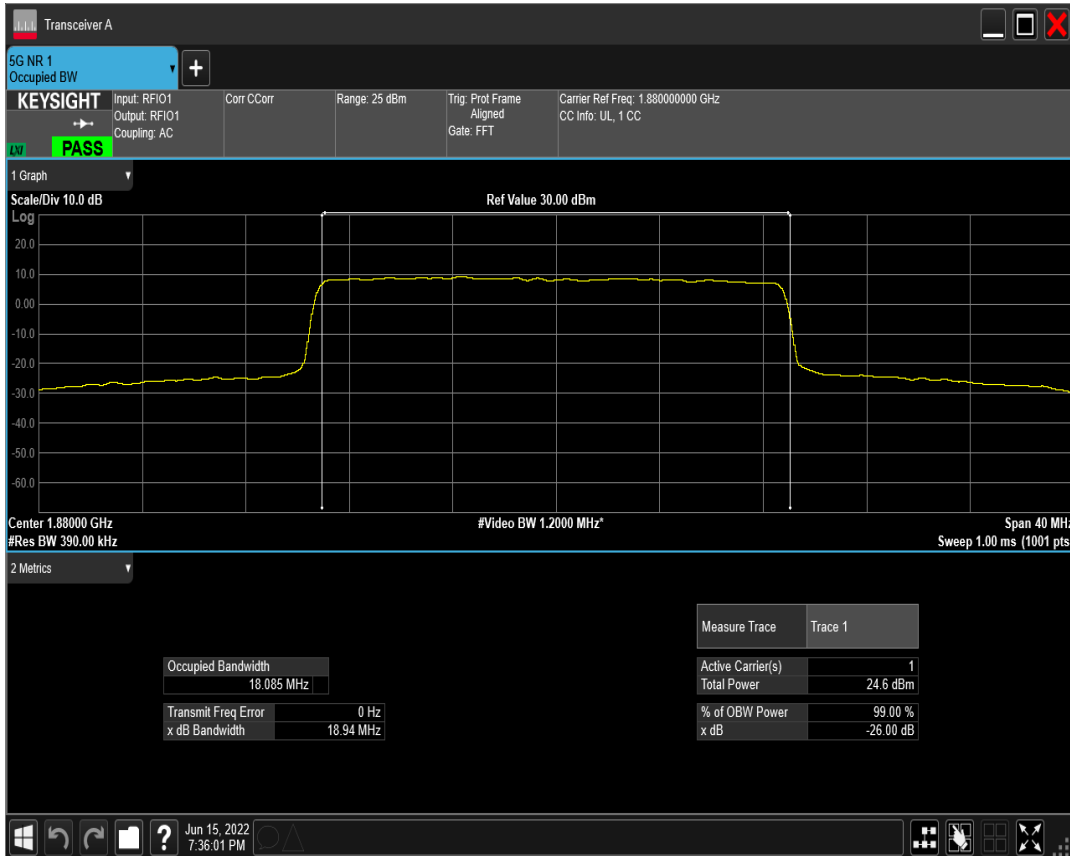 Transceiver A
5G NR 1
Occupied BW
+
KEYSIGHT
LXI
PASS
Input: RFIO1
Output: RFIO1
Coupling: AC
Corr CCorr
Range: 25 dBm
Trig: Prot Frame
Aligned
Gate: FFT
Carrier Ref Freq: 1.880000000 GHz
CC Info: UL, 1 CC
1 Graph
Scale/Div 10.0 dB
Ref Value 30.00 dBm
Log
20.0
10.0
0.00
-10.0
-20.0
-30.0
-40.0
-50.0
-60.0
Center 1.88000 GHz
#Video BW 1.2000 MHz*
Span 40 MHz
#Res BW 390.00 kHz
Sweep 1.00 ms (1001 pts
2 Metrics
Measure Trace Trace 1
Occupied Bandwidth
18.085 MHz
Active Carrier(s) 1
Total Power 24.6 dBm
Transmit Freq Error 0 Hz
x dB Bandwidth 18.94 MHz
% of OBW Power 99.00 %
x dB -26.00 dB
?
Jun 15, 2022
7:36:01 PM